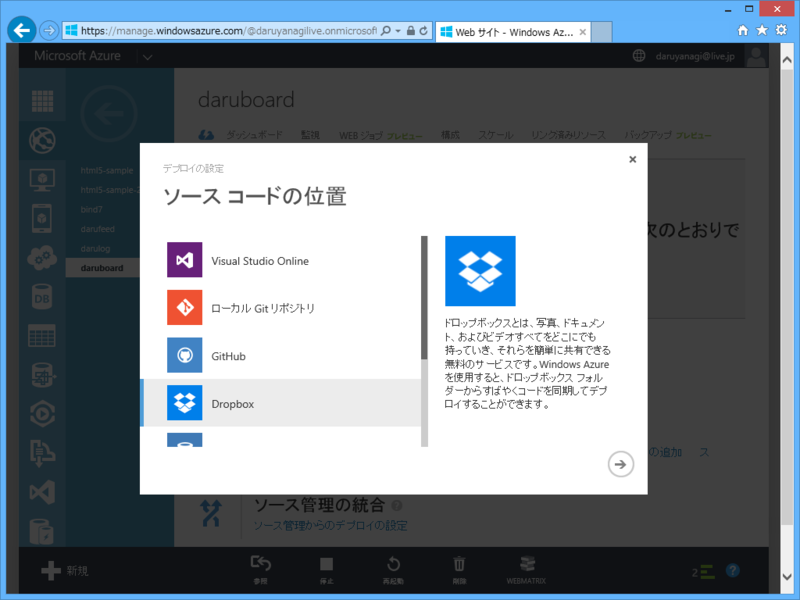 https://manage.windowsazure.com/@daruyanagilive.onmicrosoft
Web サイト - Windows Az...
Microsoft Azure
daruyanagi@live.jp
daruboard
ダッシュボード 監視 WEB ジョブ プレビュー 構成 スケール リンク済みリソース バックアップ プレビュー
html5-sample
html5-sample-2
bind7
darufeed
darulog
daruboard
次のとおりで
デプロイの設定
ソース コードの位置
Visual Studio Online
ローカル Git リポジトリ
GitHub
Dropbox
ドロップボックスとは、写真、ドキュメン
ト、およびビデオすべてをどこにでも
持っていき、それらを簡単に共有できる
無料のサービスです。Windows Azure
を使用すると、ドロップボックス フォル
ダーからすばやくコードを同期してデプ
ロイすることができます。
の追加 ス
ソース管理の統合
ソース管理からのデプロイの設定
DB
新規
参照
停止
再起動
削除
WEBMATRIX
2